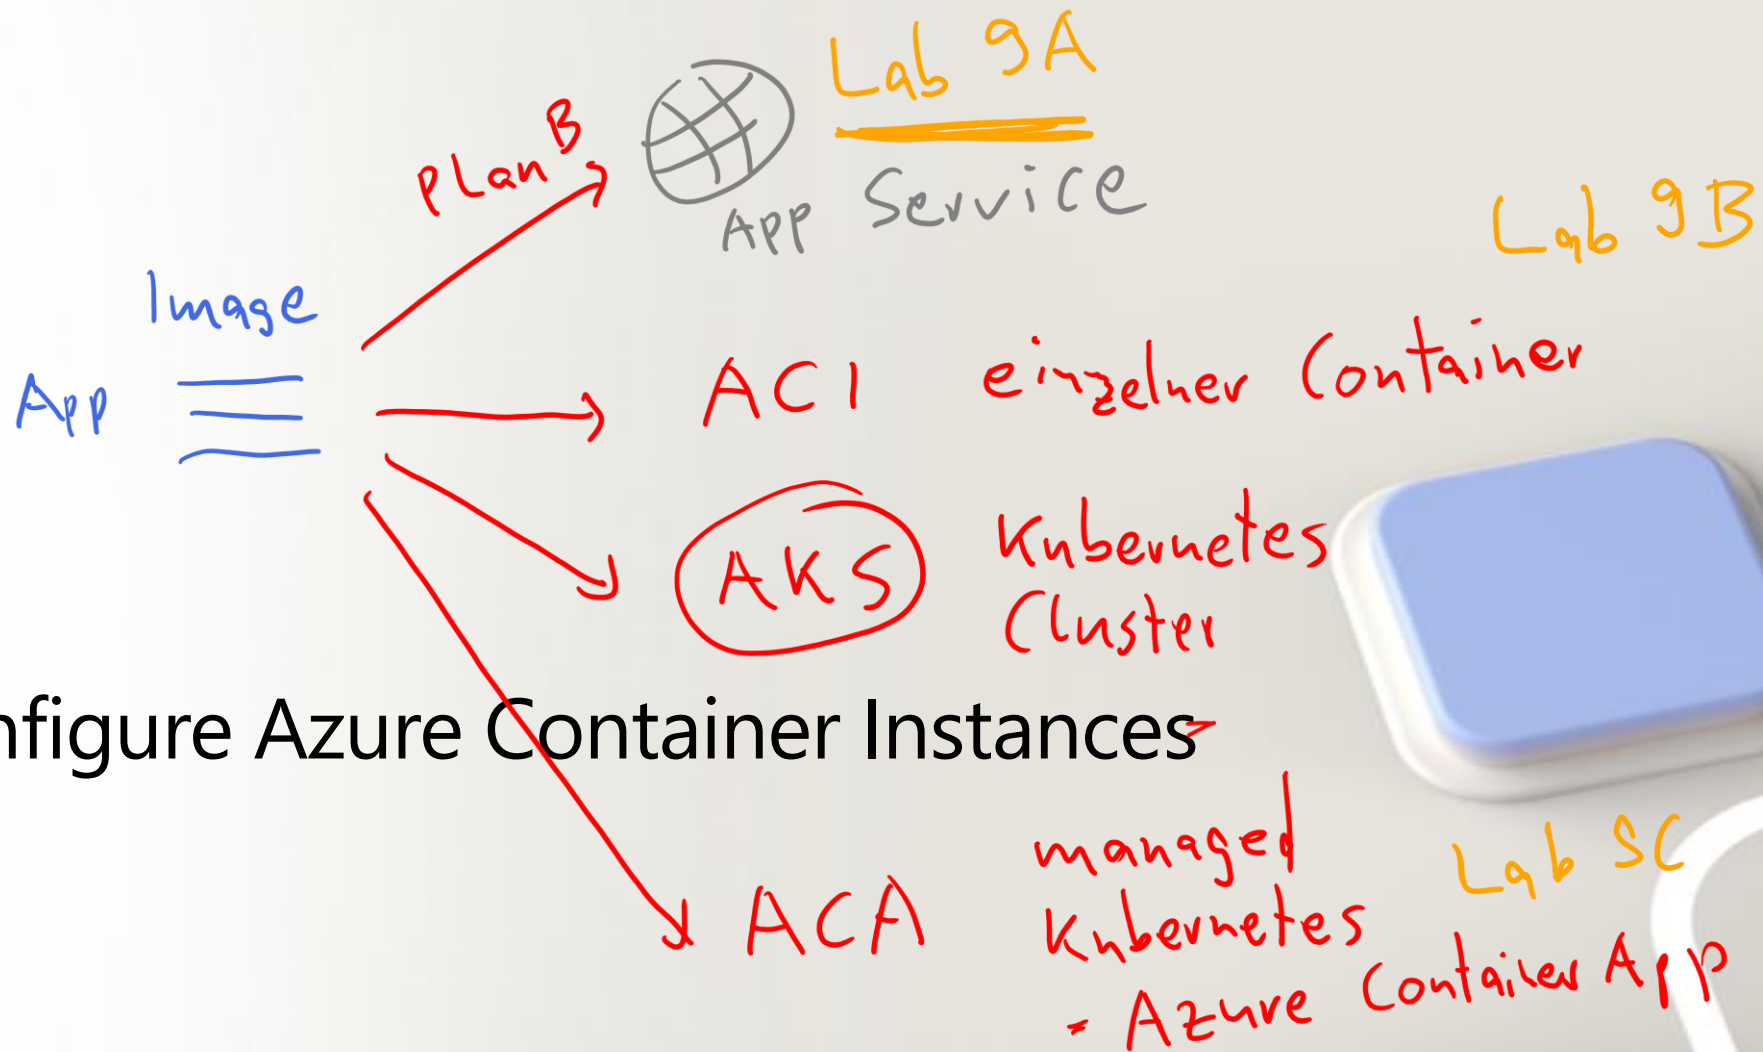 Lab 9A
Plan B
App Service
Lab 9B
Image
App
ACI einzelner Container
AKS Kubernetes
Cluster
nfigure Azure Container Instances
managed
Lab 9C
ACA Kubernetes
- Azure Container App